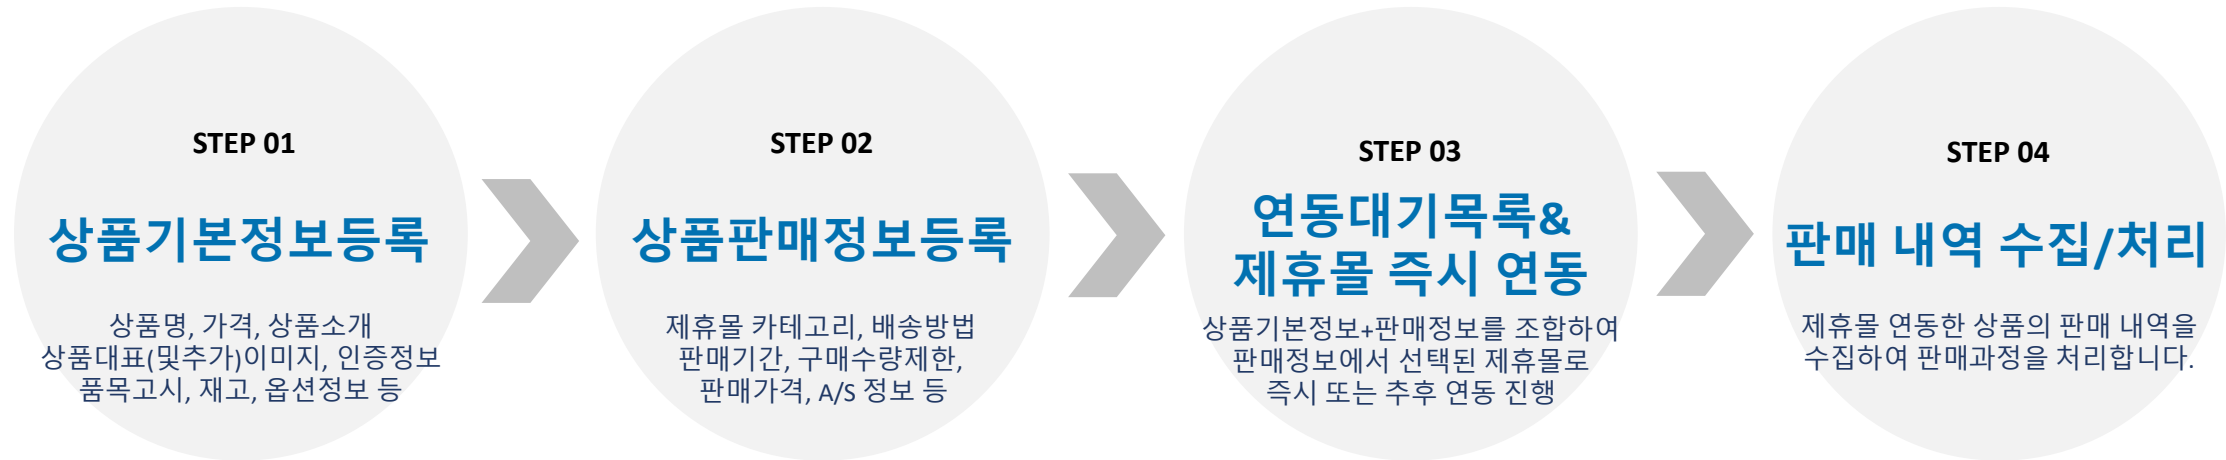 STEP 01
상품기본정보등록
상품명, 가격, 상품소개
상품대표(및추가)이미지, 인증정보
품목고시, 재고, 옵션정보 등
STEP 02
상품판매정보등록
제휴몰 카테고리, 배송방법
판매기간, 구매수량제한,
판매가격, A/S 정보 등
STEP 03
연동대기목록&
제휴몰 즉시 연동
상품기본정보+판매정보를 조합하여
판매정보에서 선택된 제휴몰로
즉시 또는 추후 연동 진행
STEP 04
판매 내역 수집/처리
제휴몰 연동한 상품의 판매 내역을
수집하여 판매과정을 처리합니다.